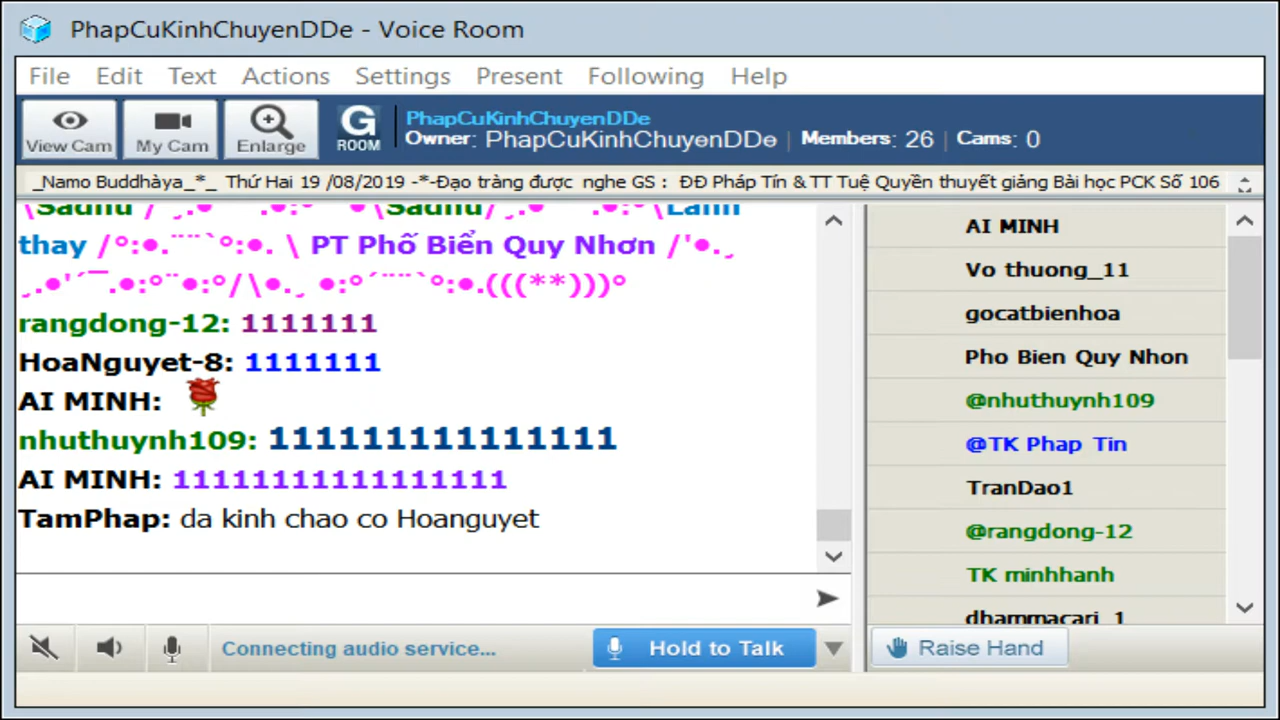 PhapCuKinhChuyenDDe - Voice Room
File Edit Text Actions Settings Present Following Help
View Cam
My Cam
Enlarge
G ROOM
PhapCuKinhChuyenDDe
Owner: PhapCuKinhChuyenDDe | Members: 26 | Cams: 0
_Namo Buddhàya_*_ Thứ Hai 19 /08/2019 -*-Đạo tràng được nghe GS : ĐĐ Pháp Tín & TT Tuệ Quyền thuyết giảng Bài học PCK Số 106
\Sadhu / \Sadhu/ \Lành
thay /°:•.¨¨`°:•. \ PT Phổ Biển Quy Nhơn /'•.¸
¸.•'´¯.•:°¨•:°/\•.¸ •:°´¨¨`°:•.(((**)))°
rangdong-12: 1111111
HoaNguyet-8: 1111111
AI MINH:
nhuthuynh109: 111111111111111
AI MINH: 11111111111111111
TamPhap: da kinh chao co Hoanguyet
Connecting audio service...
Hold to Talk
AI MINH
Vo thuong_11
gocatbienhoa
Pho Bien Quy Nhon
@nhuthuynh109
@TK Phap Tin
TranDao1
@rangdong-12
TK minhhanh
dhammacari_1
Raise Hand